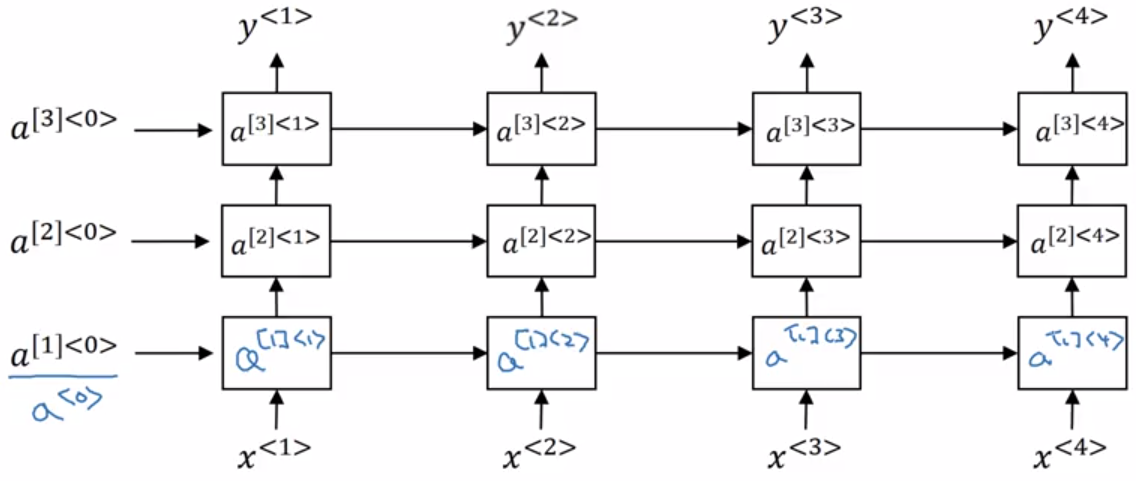 y<1> y<2> y<3> y<4>
a[3]<0> a[3]<1> a[3]<2> a[3]<3> a[3]<4>
a[2]<0> a[2]<1> a[2]<2> a[2]<3> a[2]<4>
a[1]<0> a[1]<1> a[1]<2> a[1]<3> a[1]<4>
a[0]
x<1> x<2> x<3> x<4>